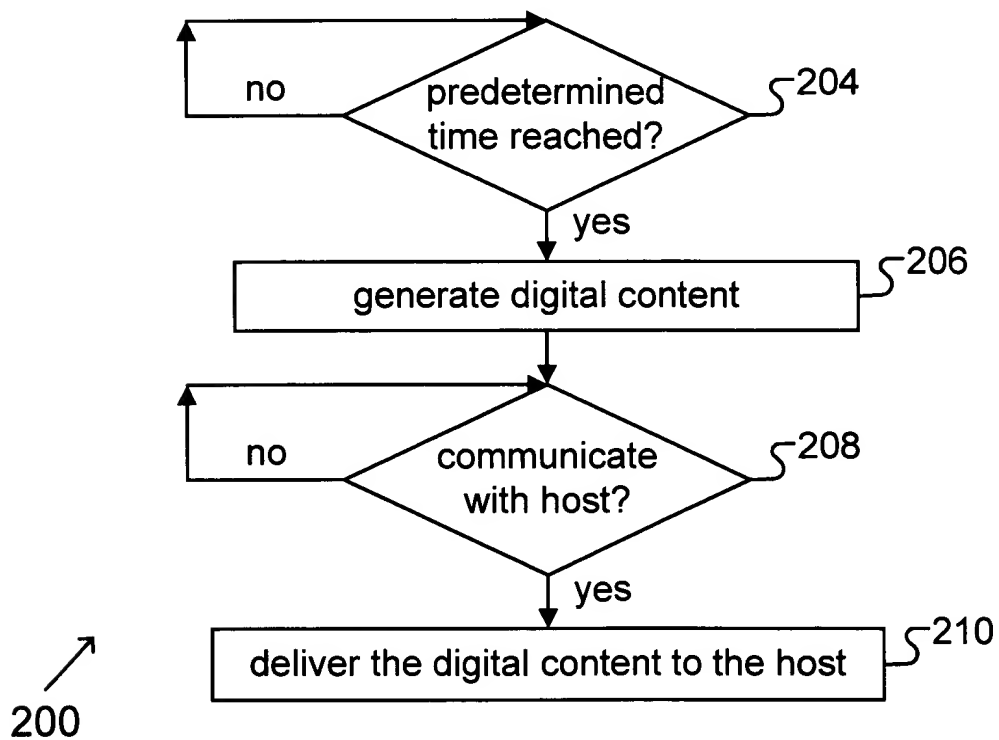 predetermined
time reached?
204
no
yes
generate digital content
206
communicate
with host?
208
no
yes
deliver the digital content to the host
210
200